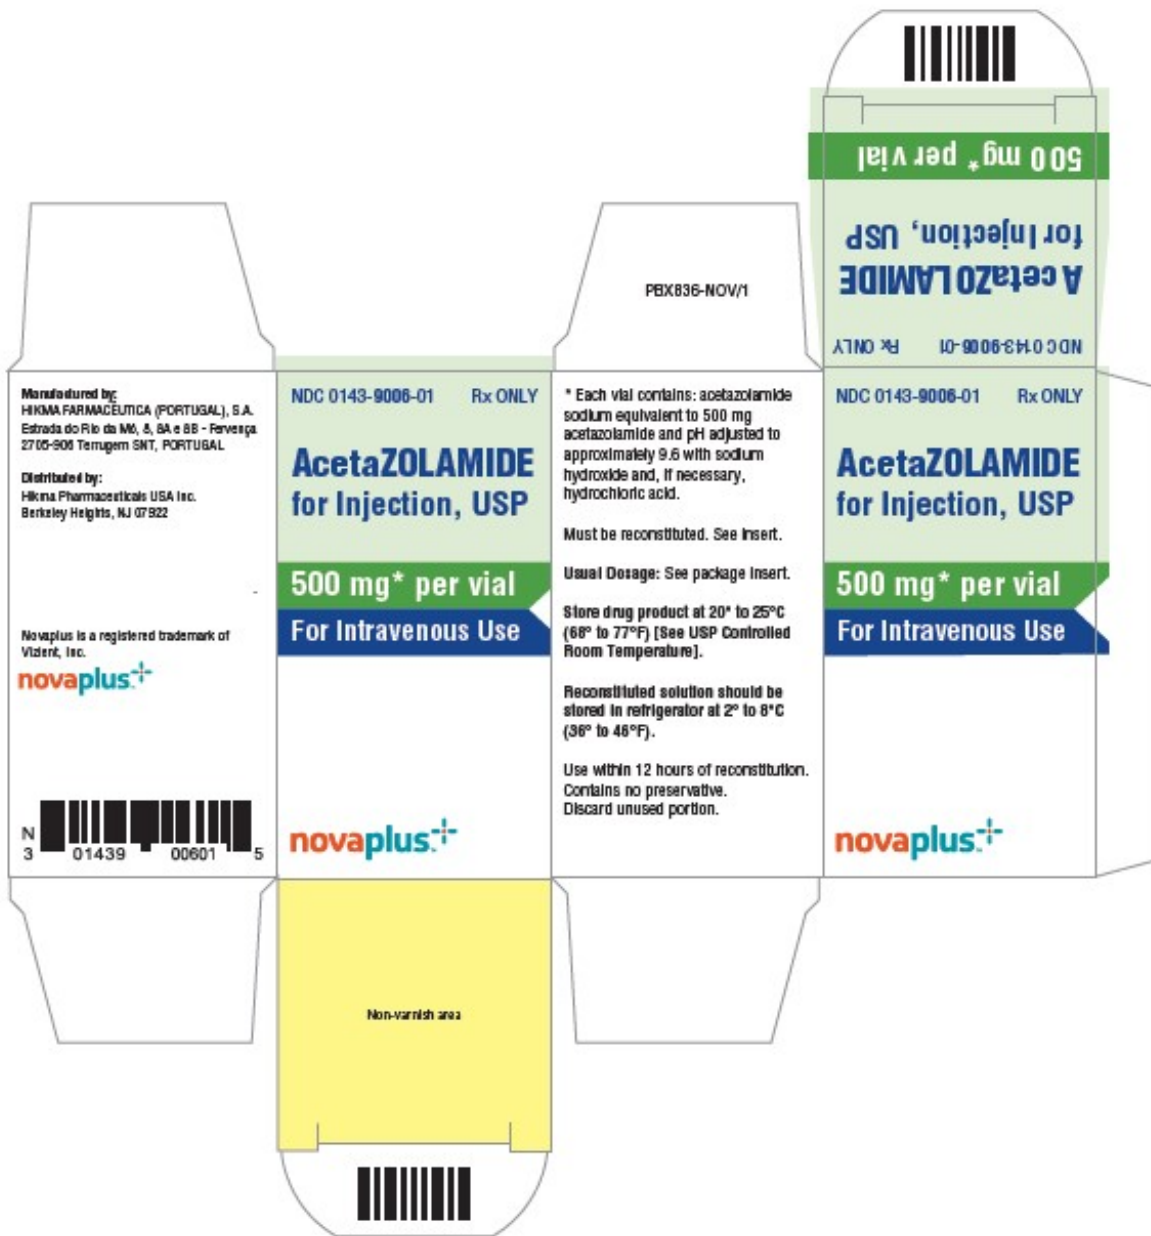 500 mg* per vial
for Injection, USP
AcetaZOLAMIDE
NDC 0143-9006-01 Rx ONLY
PBX836-NOV/1
Manufactured by:
HIKMA FARMACÊUTICA (PORTUGAL), S.A.
Estrada do Rio da Mó, 8, 8A e 8B - Fervença
2705-906 Terrugem SNT, PORTUGAL
Distributed by:
Hikma Pharmaceuticals USA Inc.
Berkeley Heights, NJ 07922
Novaplus is a registered trademark of
Vizient, Inc.
novaplus™
N
3 01439 00601 5
NDC 0143-9006-01 Rx ONLY
AcetaZOLAMIDE
for Injection, USP
500 mg* per vial
For Intravenous Use
novaplus™
Non-varnish area
* Each vial contains: acetazolamide
sodium equivalent to 500 mg
acetazolamide and pH adjusted to
approximately 9.6 with sodium
hydroxide and, if necessary,
hydrochloric acid.
Must be reconstituted. See insert.
Usual Dosage: See package insert.
Store drug product at 20° to 25°C
(68° to 77°F) [See USP Controlled
Room Temperature].
Reconstituted solution should be
stored in refrigerator at 2° to 8°C
(36° to 46°F).
Use within 12 hours of reconstitution.
Contains no preservative.
Discard unused portion.
NDC 0143-9006-01 Rx ONLY
AcetaZOLAMIDE
for Injection, USP
500 mg* per vial
For Intravenous Use
novaplus™